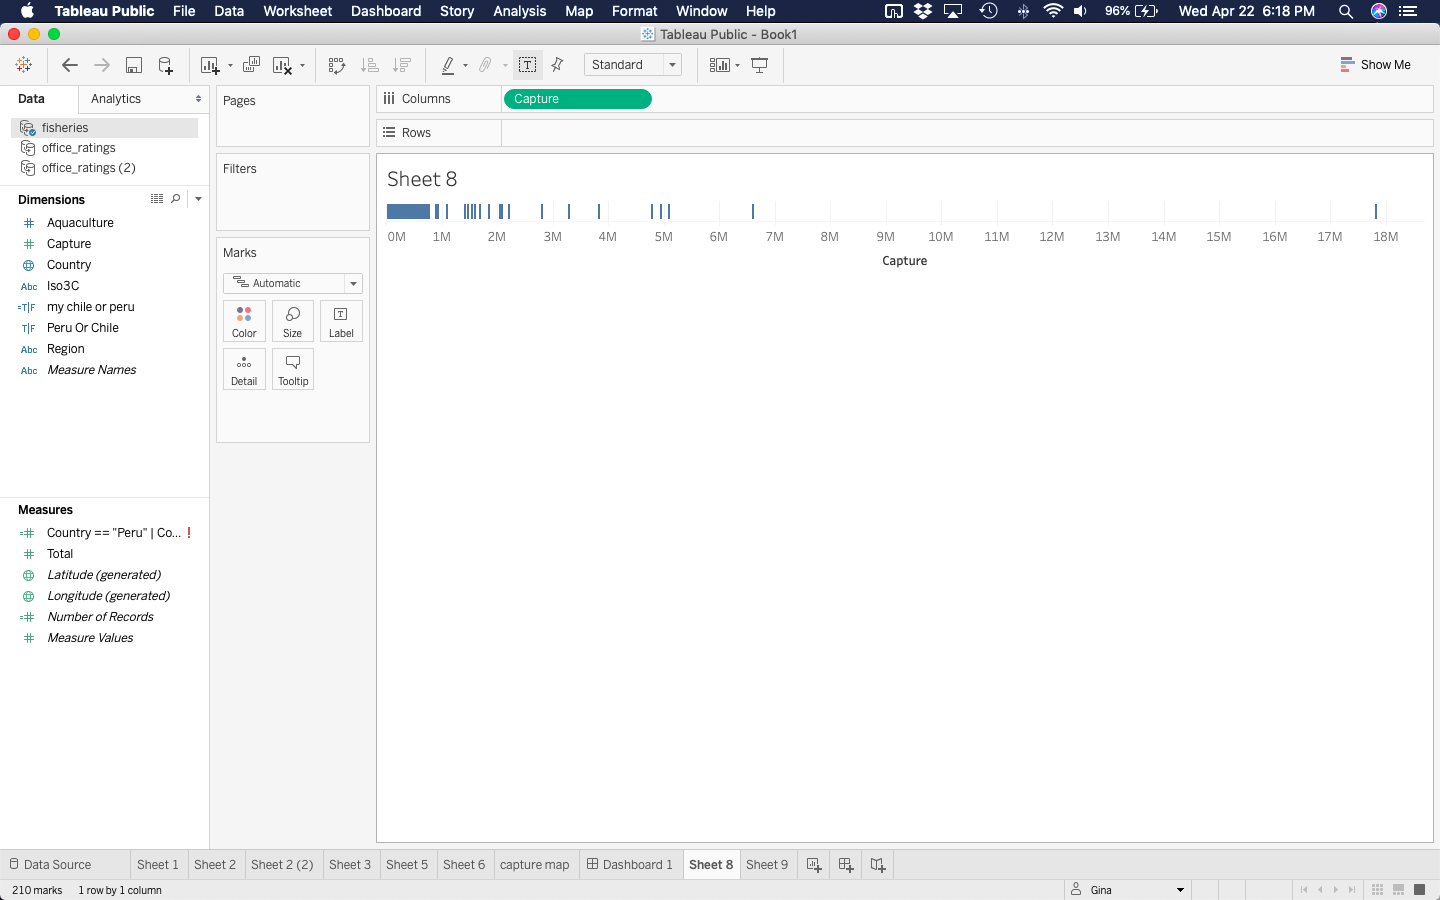 Tableau Public File Data Worksheet Dashboard Story Analysis Map Format Window Help 96% Wed Apr 22 6:18 PM
Tableau Public - Book1
Standard Show Me
Data Analytics
Pages
Columns Capture
fisheries
office_ratings
office_ratings (2)
Rows
Filters
Sheet 8
Dimensions
# Aquaculture
# Capture
Country
Abc Iso3C
=T|F my chile or peru
T|F Peru Or Chile
Abc Region
Abc Measure Names
Marks
Automatic
Color Size Label
Detail Tooltip
0M 1M 2M 3M 4M 5M 6M 7M 8M 9M 10M 11M 12M 13M 14M 15M 16M 17M 18M
Capture
Measures
=# Country == "Peru" | Co... !
# Total
Latitude (generated)
Longitude (generated)
=# Number of Records
# Measure Values
Data Source Sheet 1 Sheet 2 Sheet 2 (2) Sheet 3 Sheet 5 Sheet 6 capture map Dashboard 1 Sheet 8 Sheet 9
210 marks 1 row by 1 column Gina